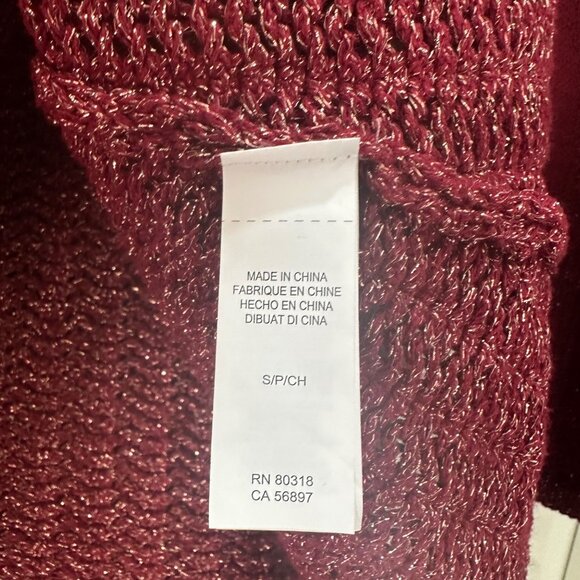 MADE IN CHINA
FABRIQUE EN CHINE
HECHO EN CHINA
DIBUAT DI CINA
S/P/CH
RN 80318
CA 56897